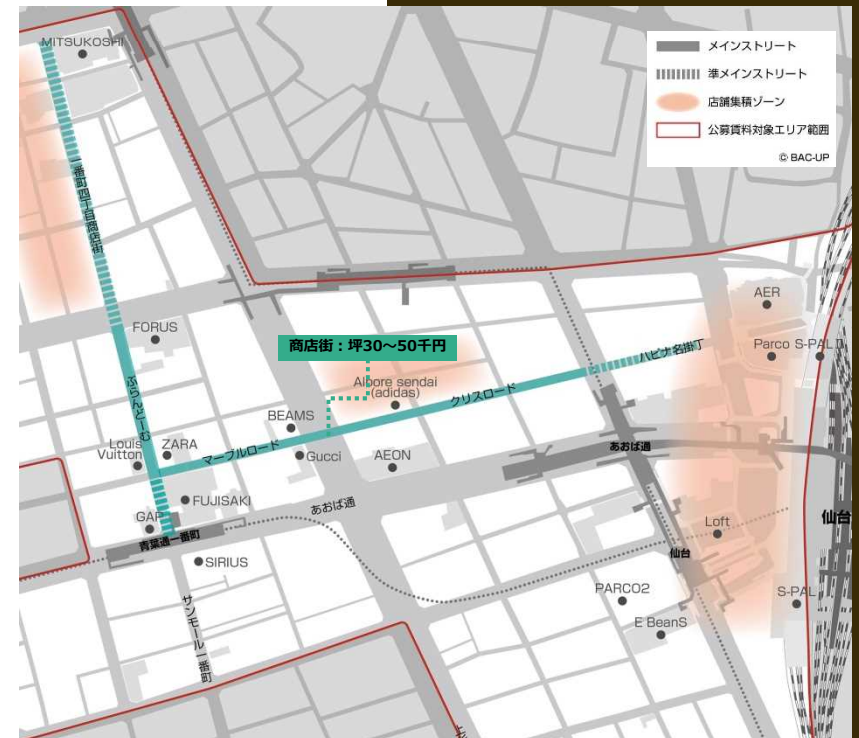 MITSUKOSHI
メインストリート
準メインストリート
店舗集積ゾーン
公募賃料対象エリア範囲
© BAC-UP
一番町四丁目商店街
AER
FORUS
Parco
S-PALⅡ
商店街:坪30~50千円
ハピナ名掛丁
Albore sendai
(adidas)
クリスロード
ぶらんどーむ
BEAMS
Louis
Vuitton
ZARA
マーブルロード
Gucci
AEON
あおば通
FUJISAKI
あおば通
GAP
Loft
仙台
青葉通一番町
仙台
SIRIUS
PARCO2
S-PAL
E BeanS
サンモール一番町